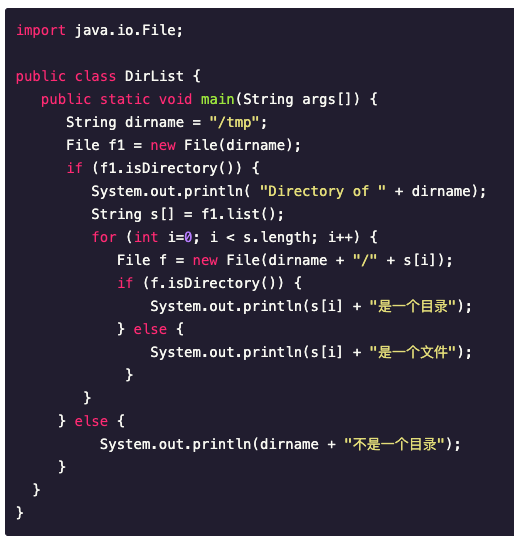 import java.io.File;
public class DirList {
public static void main(String args[]) {
String dirname = "/tmp";
File f1 = new File(dirname);
if (f1.isDirectory()) {
System.out.println( "Directory of " + dirname);
String s[] = f1.list();
for (int i=0; i < s.length; i++) {
File f = new File(dirname + "/" + s[i]);
if (f.isDirectory()) {
System.out.println(s[i] + "是一个目录");
} else {
System.out.println(s[i] + "是一个文件");
}
}
} else {
System.out.println(dirname + "不是一个目录");
}
}
}